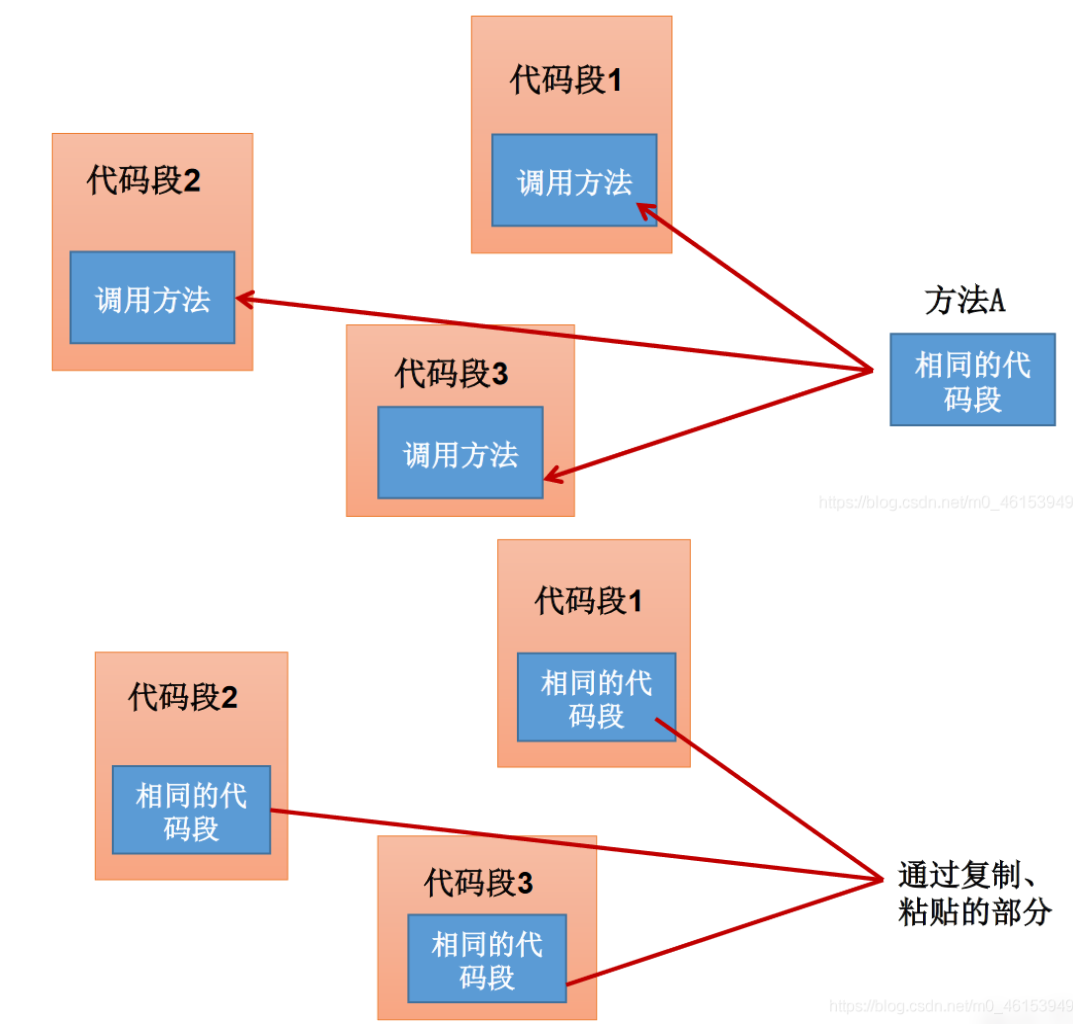 代码段1
调用方法
代码段2
调用方法
方法A
相同的代
码段
代码段3
调用方法
https://blog.csdn.net/m0_46153949
代码段1
相同的代
码段
代码段2
相同的代
码段
代码段3
相同的代
码段
通过复制、
粘贴的部分
https://blog.csdn.net/m0_46153949